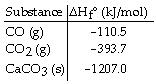 Substance ΔHf° (kJ/mol)
CO (g) -110.5
CO2 (g) -393.7
CaCO3 (s) -1207.0